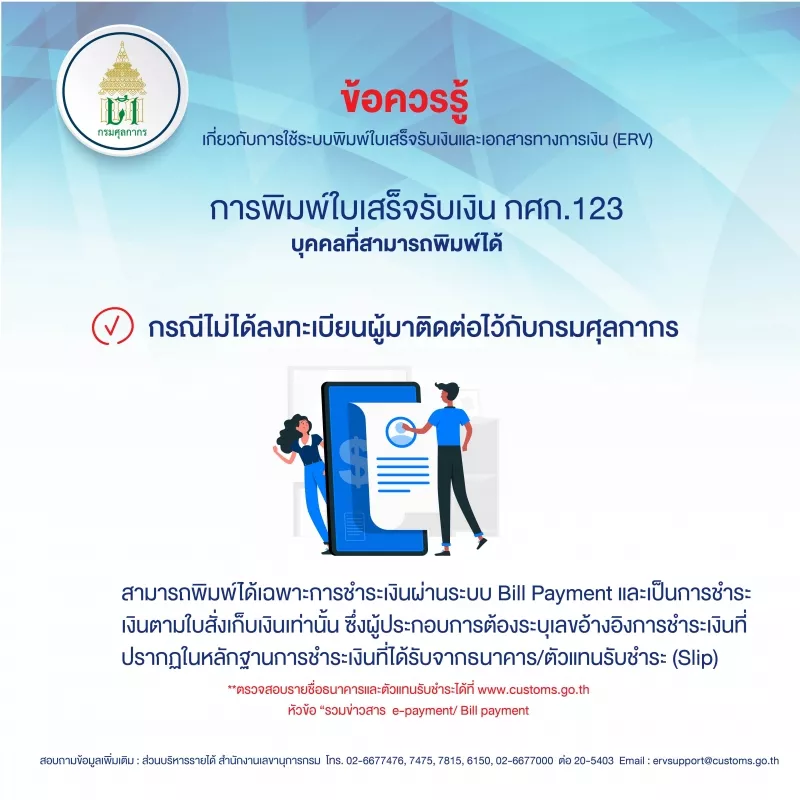 กรมศุลกากร
ข้อควรรู้
เกี่ยวกับการใช้ระบบพิมพ์ใบเสร็จรับเงินและเอกสารทางการเงิน (ERV)
การพิมพ์ใบเสร็จรับเงิน กศก.123
บุคคลที่สามารถพิมพ์ได้
กรณีไม่ได้ลงทะเบียนผู้มาติดต่อไว้กับกรมศุลกากร
สามารถพิมพ์ได้เฉพาะการชำระเงินผ่านระบบ Bill Payment และเป็นการชำระ
เงินตามใบสั่งเก็บเงินเท่านั้น ซึ่งผู้ประกอบการต้องระบุเลขอ้างอิงการชำระเงินที่
ปรากฏในหลักฐานการชำระเงินที่ได้รับจากธนาคาร/ตัวแทนรับชำระ (Slip)
**ตรวจสอบรายชื่อธนาคารและตัวแทนรับชำระได้ที่ www.customs.go.th
หัวข้อ “รวมข่าวสาร e-payment/ Bill payment
สอบถามข้อมูลเพิ่มเติม : ส่วนบริหารรายได้ สำนักงานเลขานุการกรม โทร. 02-6677476, 7475, 7815, 6150, 02-6677000 ต่อ 20-5403 Email : ervsupport@customs.go.th